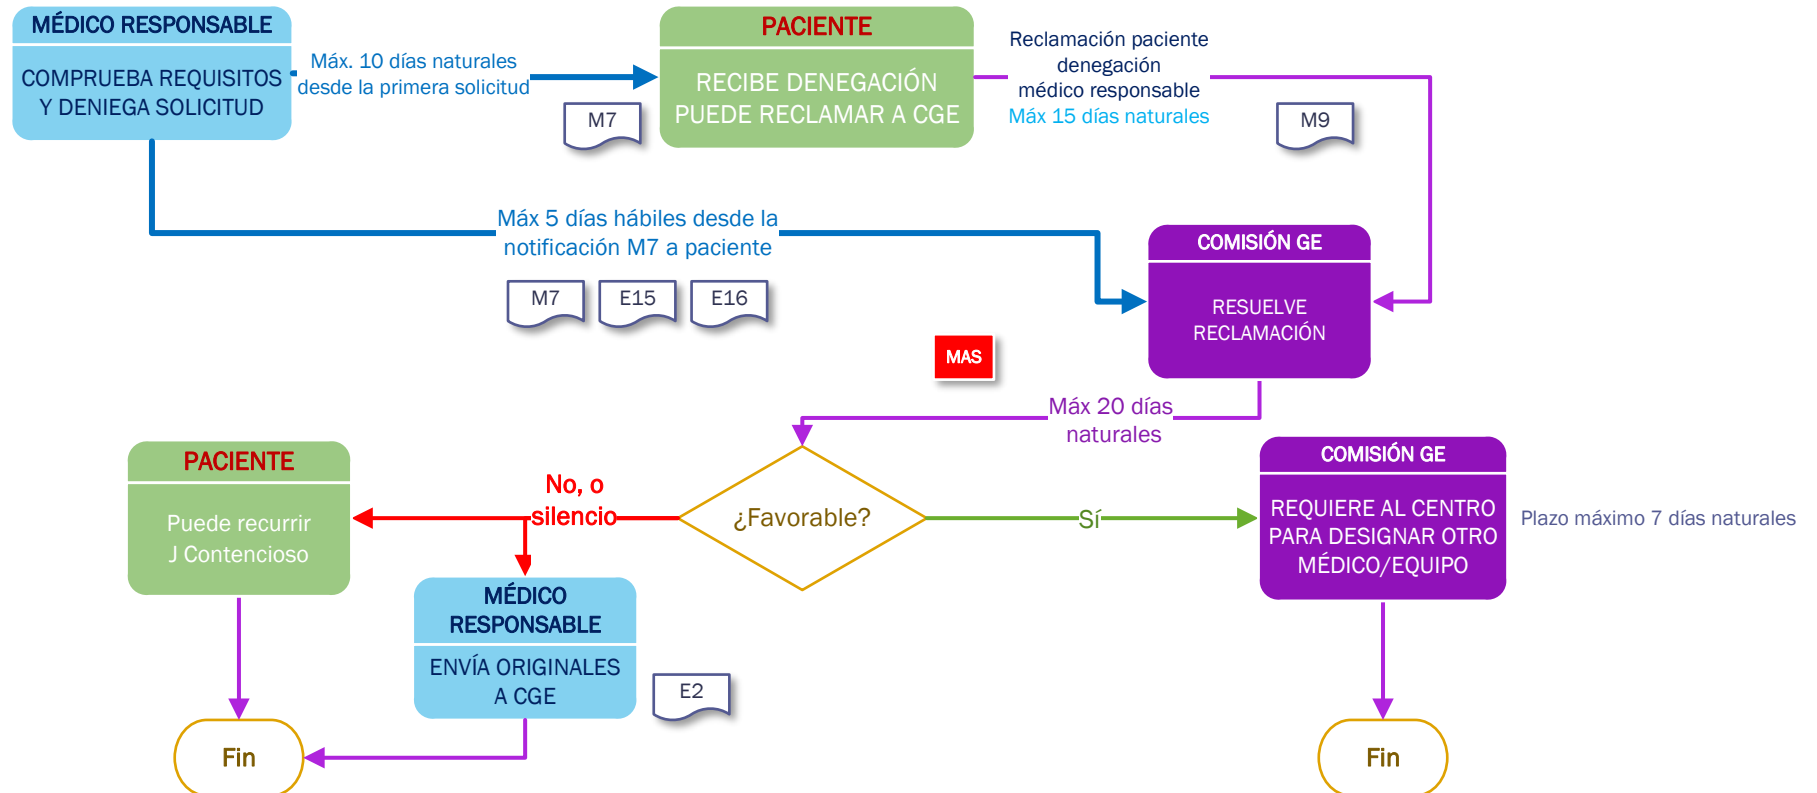 MÉDICO RESPONSABLE
COMPRUEBA REQUISITOS
Y DENIEGA SOLICITUD
Máx. 10 días naturales
desde la primera solicitud
M7
PACIENTE
RECIBE DENEGACIÓN
PUEDE RECLAMAR A CGE
Reclamación paciente
denegación
médico responsable
Máx 15 días naturales
M9
Máx 5 días hábiles desde la
notificación M7 a paciente
M7
E15
E16
COMISIÓN GE
RESUELVE
RECLAMACIÓN
MAS
Máx 20 días
naturales
¿Favorable?
No, o
silencio
Sí
PACIENTE
Puede recurrir
J Contencioso
MÉDICO
RESPONSABLE
ENVÍA ORIGINALES
A CGE
E2
COMISIÓN GE
REQUIERE AL CENTRO
PARA DESIGNAR OTRO
MÉDICO/EQUIPO
Plazo máximo 7 días naturales
Fin
Fin